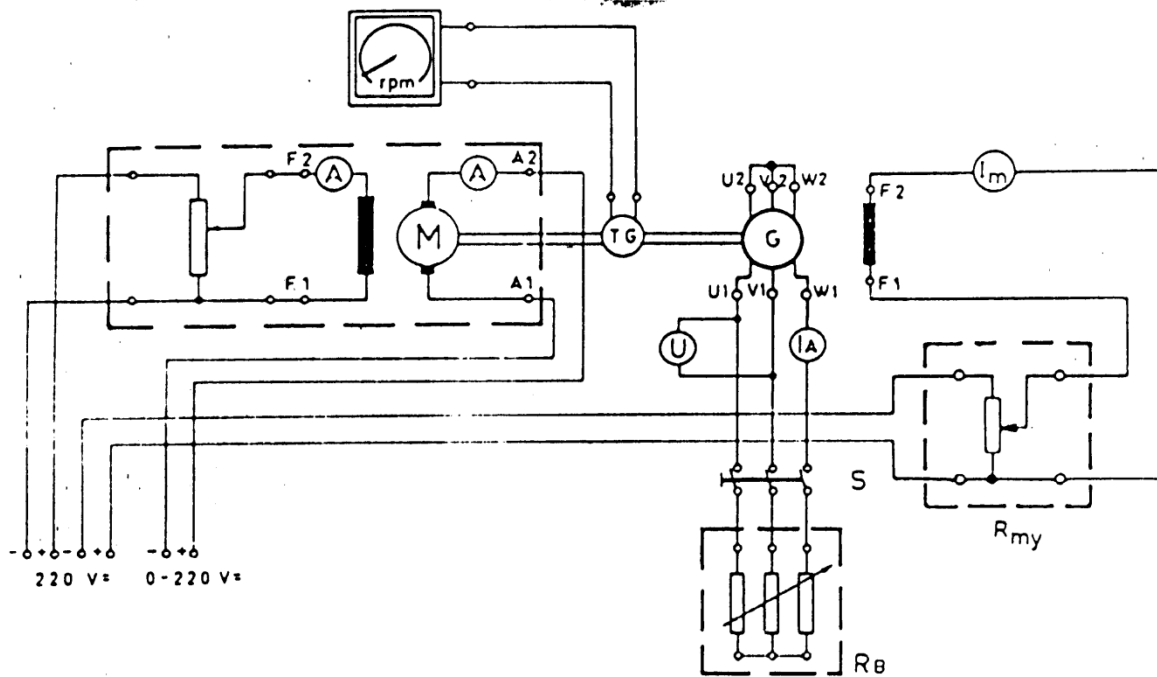 rpm
F2
A
A
A2
U2
V2
W2
F2
Im
M
TG
G
F1
A1
U1
V1
W1
F1
U
IA
S
Rmy
- + - +
- +
220 V=
0-220 V=
RB